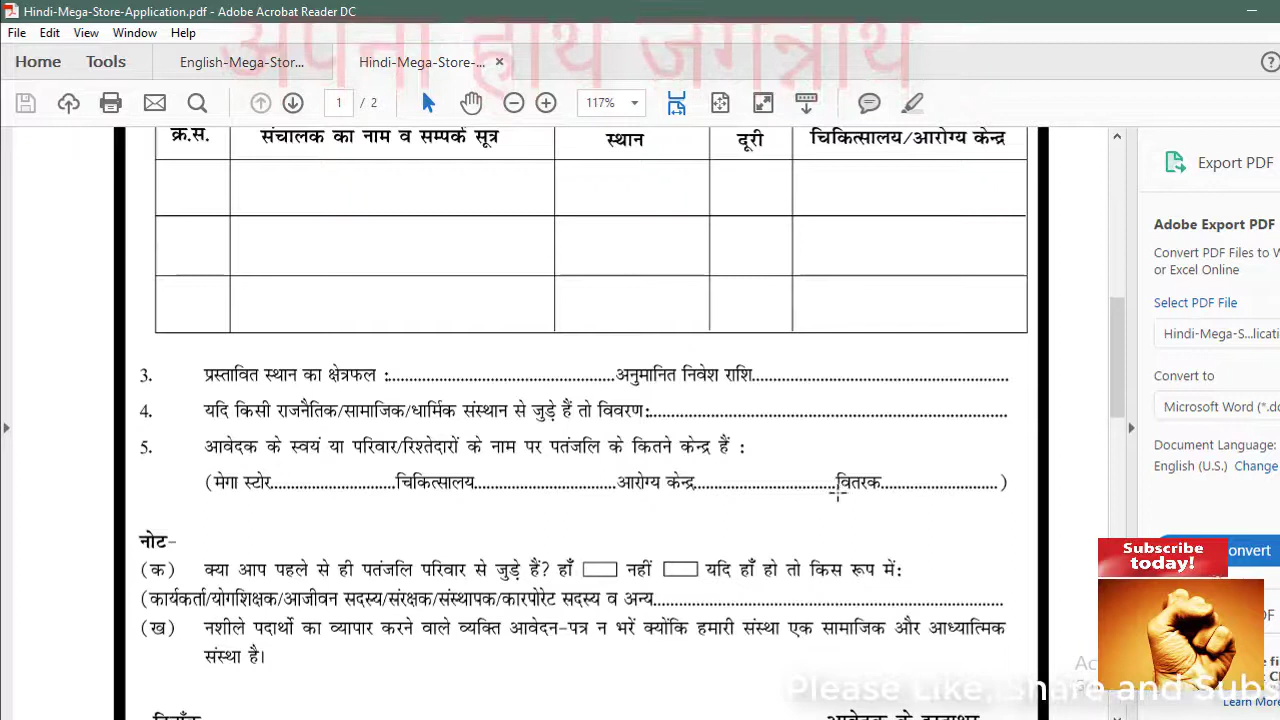 Hindi-Mega-Store-Application.pdf - Adobe Acrobat Reader DC
File Edit View Window Help
अपना हाथ जगन्नाथ
Home Tools English-Mega-Stor... Hindi-Mega-Store-... ×
1 / 2 117%
क्र.स. संचालक का नाम व सम्पर्क सूत्र स्थान दूरी चिकित्सालय/आरोग्य केन्द्र
3. प्रस्तावित स्थान का क्षेत्रफल :..............................................अनुमानित निवेश राशि..................................................
4. यदि किसी राजनैतिक/सामाजिक/धार्मिक संस्थान से जुड़े हैं तो विवरण:.......................................................................
5. आवेदक के स्वयं या परिवार/रिश्तेदारों के नाम पर पतंजलि के कितने केन्द्र हैं :
(मेगा स्टोर.........................चिकित्सालय............................आरोग्य केन्द्र............................वितरक.......................)
नोट-
(क) क्या आप पहले से ही पतंजलि परिवार से जुड़े हैं? हाँ नहीं यदि हाँ हो तो किस रूप में:
(कार्यकर्ता/योगशिक्षक/आजीवन सदस्य/संरक्षक/संस्थापक/कारपोरेट सदस्य व अन्य......................................................................
(ख) नशीले पदार्थो का व्यापार करने वाले व्यक्ति आवेदन-पत्र न भरें क्योंकि हमारी संस्था एक सामाजिक और आध्यात्मिक
संस्था है।
Export PDF
Adobe Export PDF
Convert PDF Files to W
or Excel Online
Select PDF File
Hindi-Mega-S...licati
Convert to
Microsoft Word (*.do
Document Language:
English (U.S.) Change
Subscribe
today!
onvert
Please Like, Share and Subs
Learn More